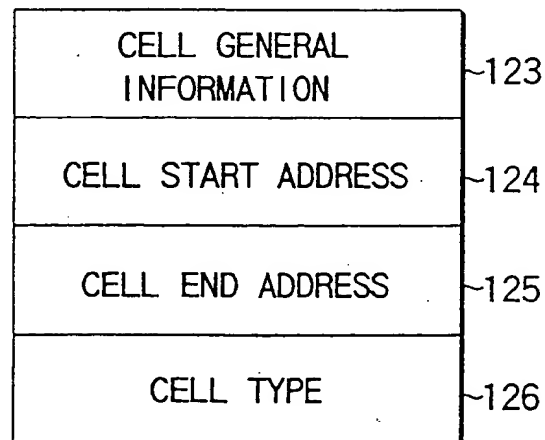 CELL GENERAL
INFORMATION
~123
CELL START ADDRESS
~124
CELL END ADDRESS
~125
CELL TYPE
~126